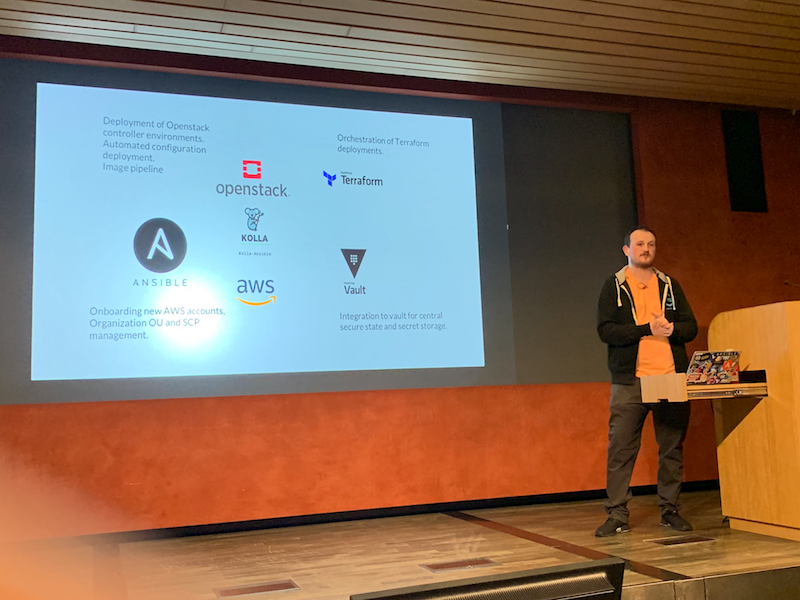 Deployment of Openstack
controller environments.
Automated configuration
deployment.
Image pipeline
Orchestration of Terraform
deployments.
openstack.
Terraform
KOLLA
Kolla-Ansible
ANSIBLE
aws
Vault
Onboarding new AWS accounts,
Organization OU and SCP
management.
Integration to vault for central
secure state and secret storage.